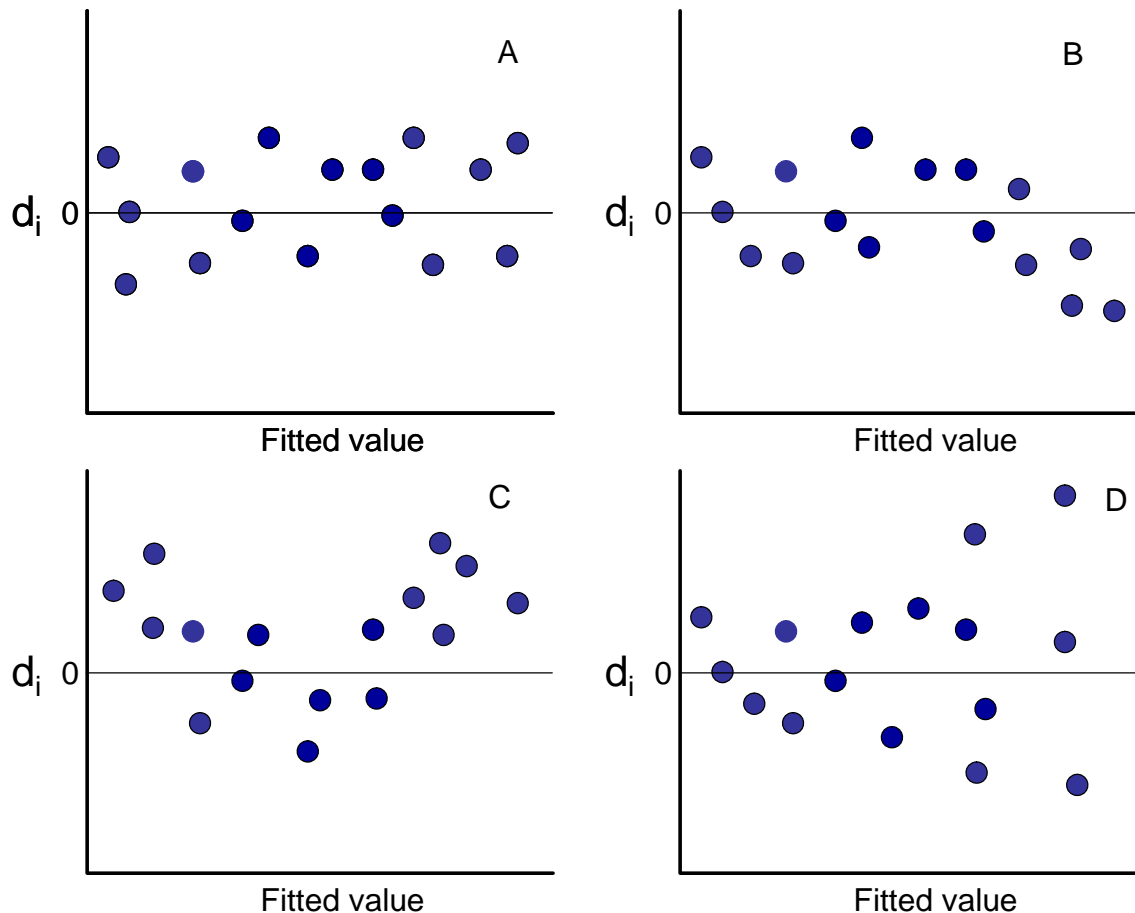 A
B
dᵢ 0
dᵢ 0
Fitted value
Fitted value
C
D
dᵢ 0
dᵢ 0
Fitted value
Fitted value